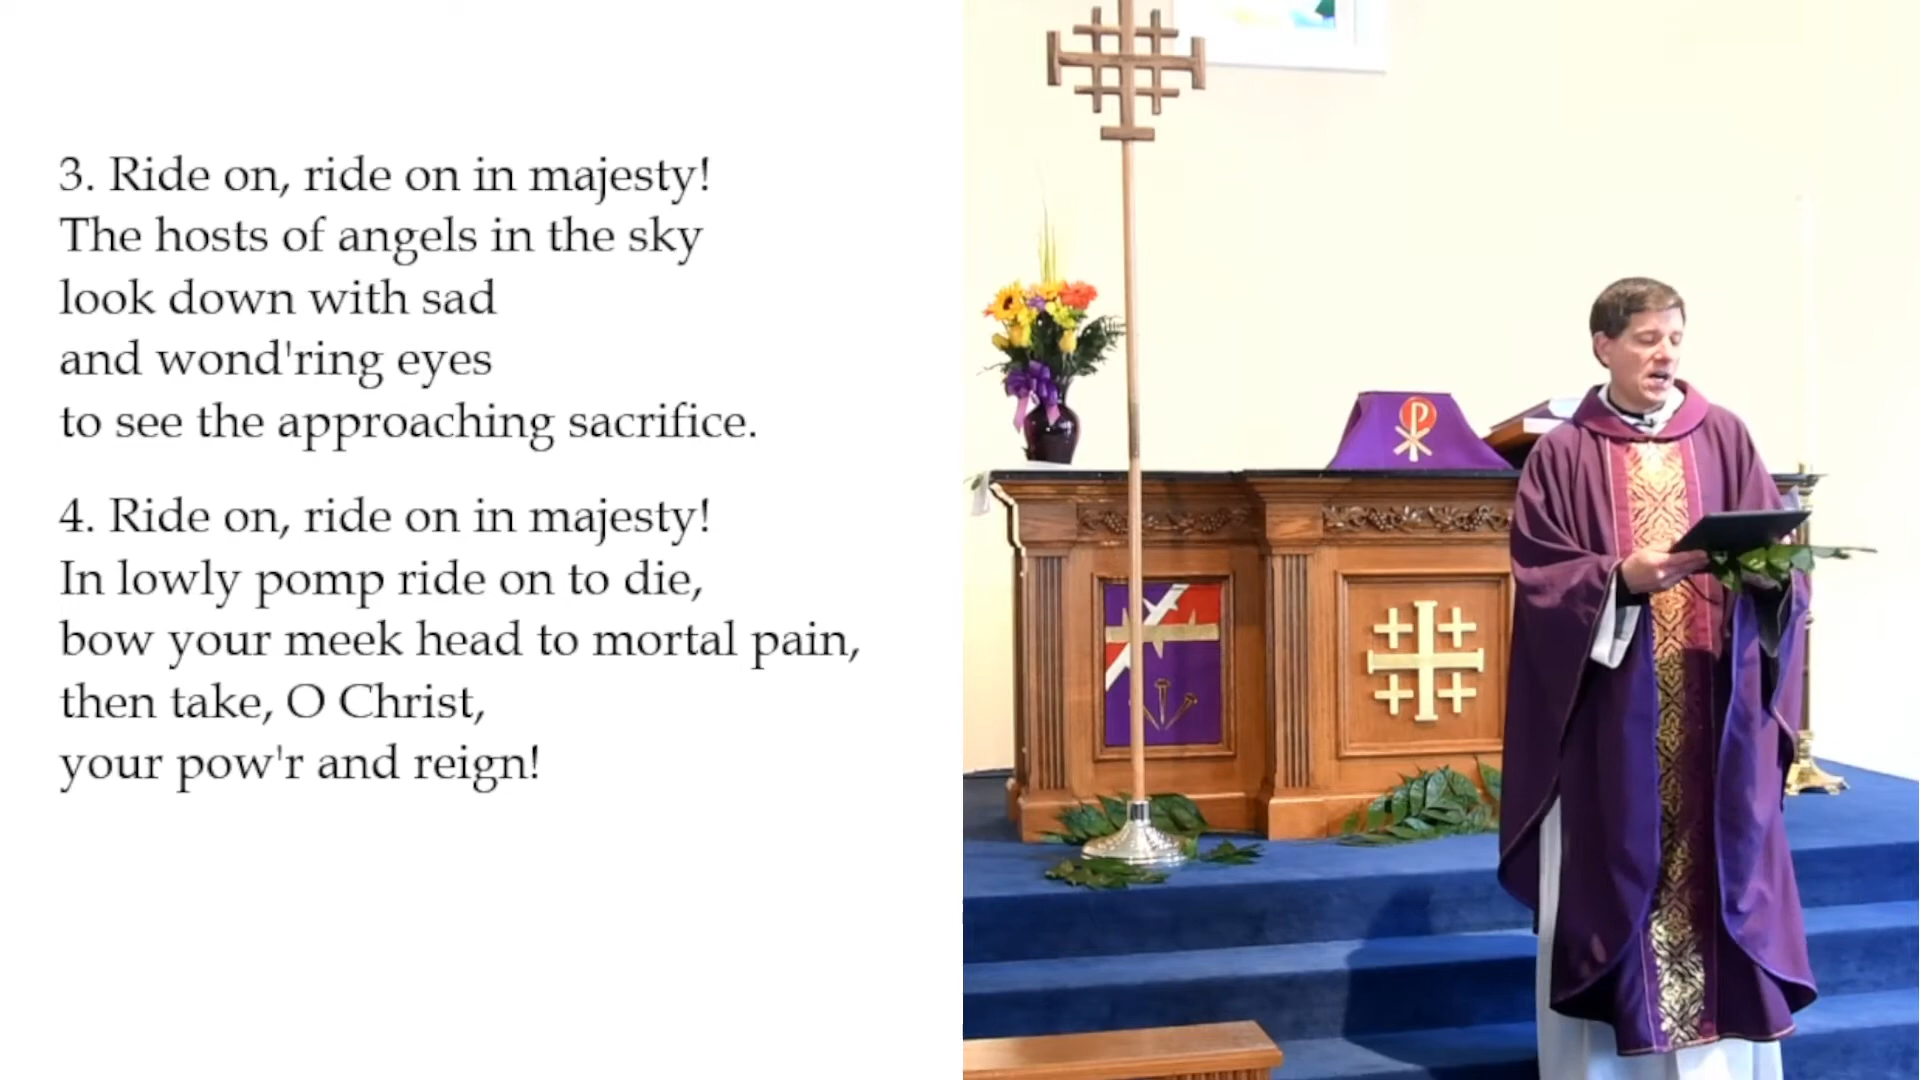 3. Ride on, ride on in majesty!
The hosts of angels in the sky
look down with sad
and wond'ring eyes
to see the approaching sacrifice.
4. Ride on, ride on in majesty!
In lowly pomp ride on to die,
bow your meek head to mortal pain,
then take, O Christ,
your pow'r and reign!